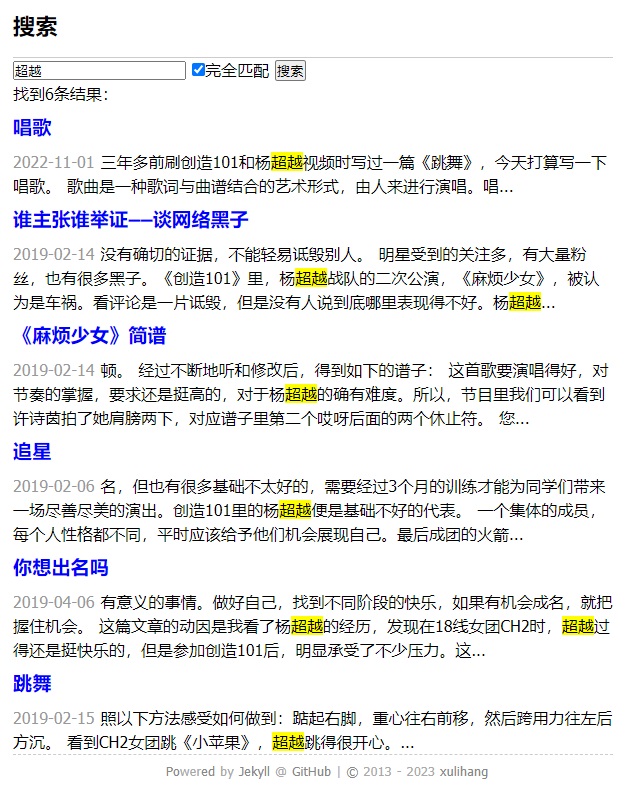 搜索
超越 完全匹配 搜索
找到6条结果：
唱歌
2022-11-01 三年多前刷创造101和杨超越视频时写过一篇《跳舞》，今天打算写一下
唱歌。 歌曲是一种歌词与曲谱结合的艺术形式，由人来进行演唱。唱...
谁主张谁举证——谈网络黑子
2019-02-14 没有确切的证据，不能轻易诋毁别人。 明星受到的关注多，有大量粉
丝，也有很多黑子。《创造101》里，杨超越战队的二次公演，《麻烦少女》，被认
为是车祸。看评论是一片诋毁，但是没有人说到底哪里表现得不好。杨超越...
《麻烦少女》简谱
2019-02-14 顿。 经过不断地听和修改后，得到如下的谱子： 这首歌要演唱得好，对
节奏的掌握，要求还是挺高的，对于杨超越的确有难度。所以，节目里我们可以看到
许诗茵拍了她肩膀两下，对应谱子里第二个哎呀后面的两个休止符。 您...
追星
2019-02-06 名，但也有很多基础不太好的，需要经过3个月的训练才能为同学们带来
一场尽善尽美的演出。创造101里的杨超越便是基础不好的代表。 一个集体的成员，
每个人性格都不同，平时应该给予他们机会展现自己。最后成团的火箭...
你想出名吗
2019-04-06 有意义的事情。做好自己，找到不同阶段的快乐，如果有机会成名，就把
握住机会。 这篇文章的动因是我看了杨超越的经历，发现在18线女团CH2时，超越过
得还是挺快乐的，但是参加创造101后，明显承受了不少压力。这...
跳舞
2019-02-15 照以下方法感受如何做到：踮起右脚，重心往右前移，然后跨用力往左后
方沉。 看到CH2女团跳《小苹果》，超越跳得很开心。...
Powered by Jekyll @ GitHub | © 2013 - 2023 xulihang